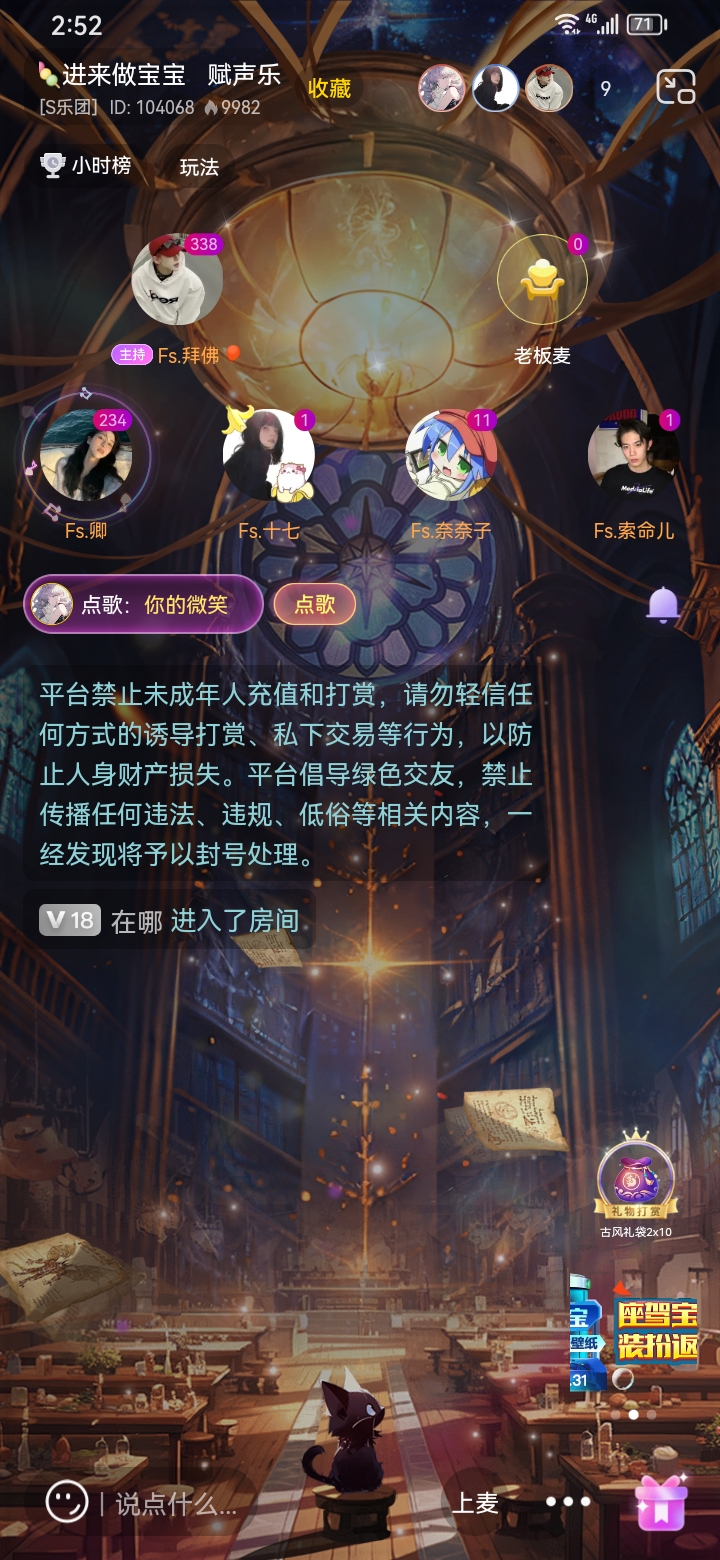 2:52
4G
71
进来做宝宝 赋声乐
收藏
9
[S乐团] ID: 104068 9982
小时榜
玩法
338
0
主持 Fs.拜佛
老板麦
234
1
11
1
Fs.卿
Fs.十七
Fs.奈奈子
Fs.索命儿
点歌：你的微笑
点歌
平台禁止未成年人充值和打赏，请勿轻信任
何方式的诱导打赏、私下交易等行为，以防
止人身财产损失。平台倡导绿色交友，禁止
传播任何违法、违规、低俗等相关内容，一
经发现将予以封号处理。
V 18 在哪 进入了房间
礼物打赏
古风礼袋2x10
宝
壁纸
31
座驾宝
装扮返
说点什么...
上麦